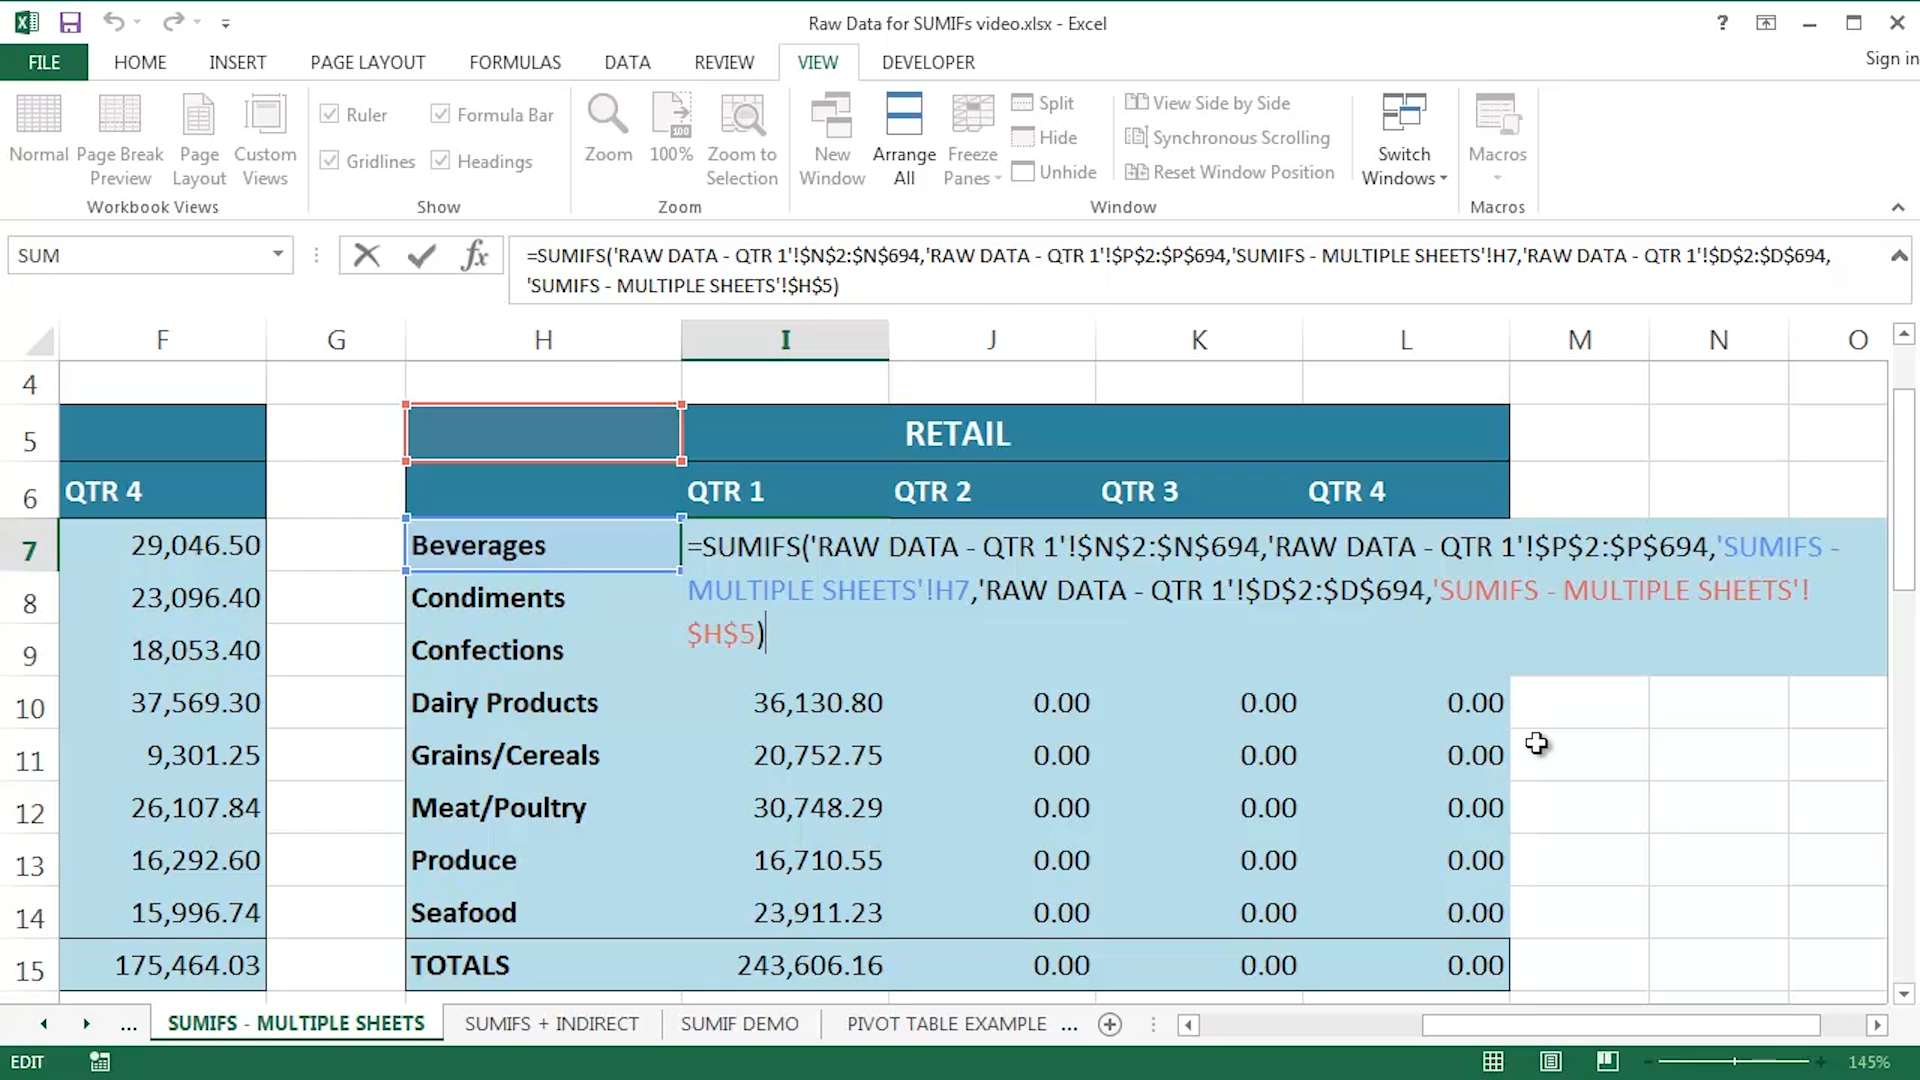 Raw Data for SUMIFs video.xlsx - Excel
?
FILE HOME INSERT PAGE LAYOUT FORMULAS DATA REVIEW VIEW DEVELOPER Sign in
Normal
Page Break Preview
Page Layout
Custom Views
Workbook Views
Ruler
Formula Bar
Gridlines
Headings
Show
Zoom
100
100%
Zoom to Selection
Zoom
New Window
Arrange All
Freeze Panes
Split
Hide
Unhide
View Side by Side
Synchronous Scrolling
Reset Window Position
Window
Switch Windows
Macros
Macros
SUM
fx
=SUMIFS('RAW DATA - QTR 1'!$N$2:$N$694,'RAW DATA - QTR 1'!$P$2:$P$694,'SUMIFS - MULTIPLE SHEETS'!H7,'RAW DATA - QTR 1'!$D$2:$D$694,
'SUMIFS - MULTIPLE SHEETS'!$H$5)
F G H I J K L M N O
4
5 RETAIL
6 QTR 4 QTR 1 QTR 2 QTR 3 QTR 4
7 29,046.50 Beverages =SUMIFS('RAW DATA - QTR 1'!$N$2:$N$694,'RAW DATA - QTR 1'!$P$2:$P$694,'SUMIFS -
MULTIPLE SHEETS'!H7,'RAW DATA - QTR 1'!$D$2:$D$694,'SUMIFS - MULTIPLE SHEETS'!
8 23,096.40 Condiments
$H$5)
9 18,053.40 Confections
10 37,569.30 Dairy Products 36,130.80 0.00 0.00 0.00
11 9,301.25 Grains/Cereals 20,752.75 0.00 0.00 0.00
12 26,107.84 Meat/Poultry 30,748.29 0.00 0.00 0.00
13 16,292.60 Produce 16,710.55 0.00 0.00 0.00
14 15,996.74 Seafood 23,911.23 0.00 0.00 0.00
15 175,464.03 TOTALS 243,606.16 0.00 0.00 0.00
... SUMIFS - MULTIPLE SHEETS SUMIFS + INDIRECT SUMIF DEMO PIVOT TABLE EXAMPLE ...
EDIT 145%